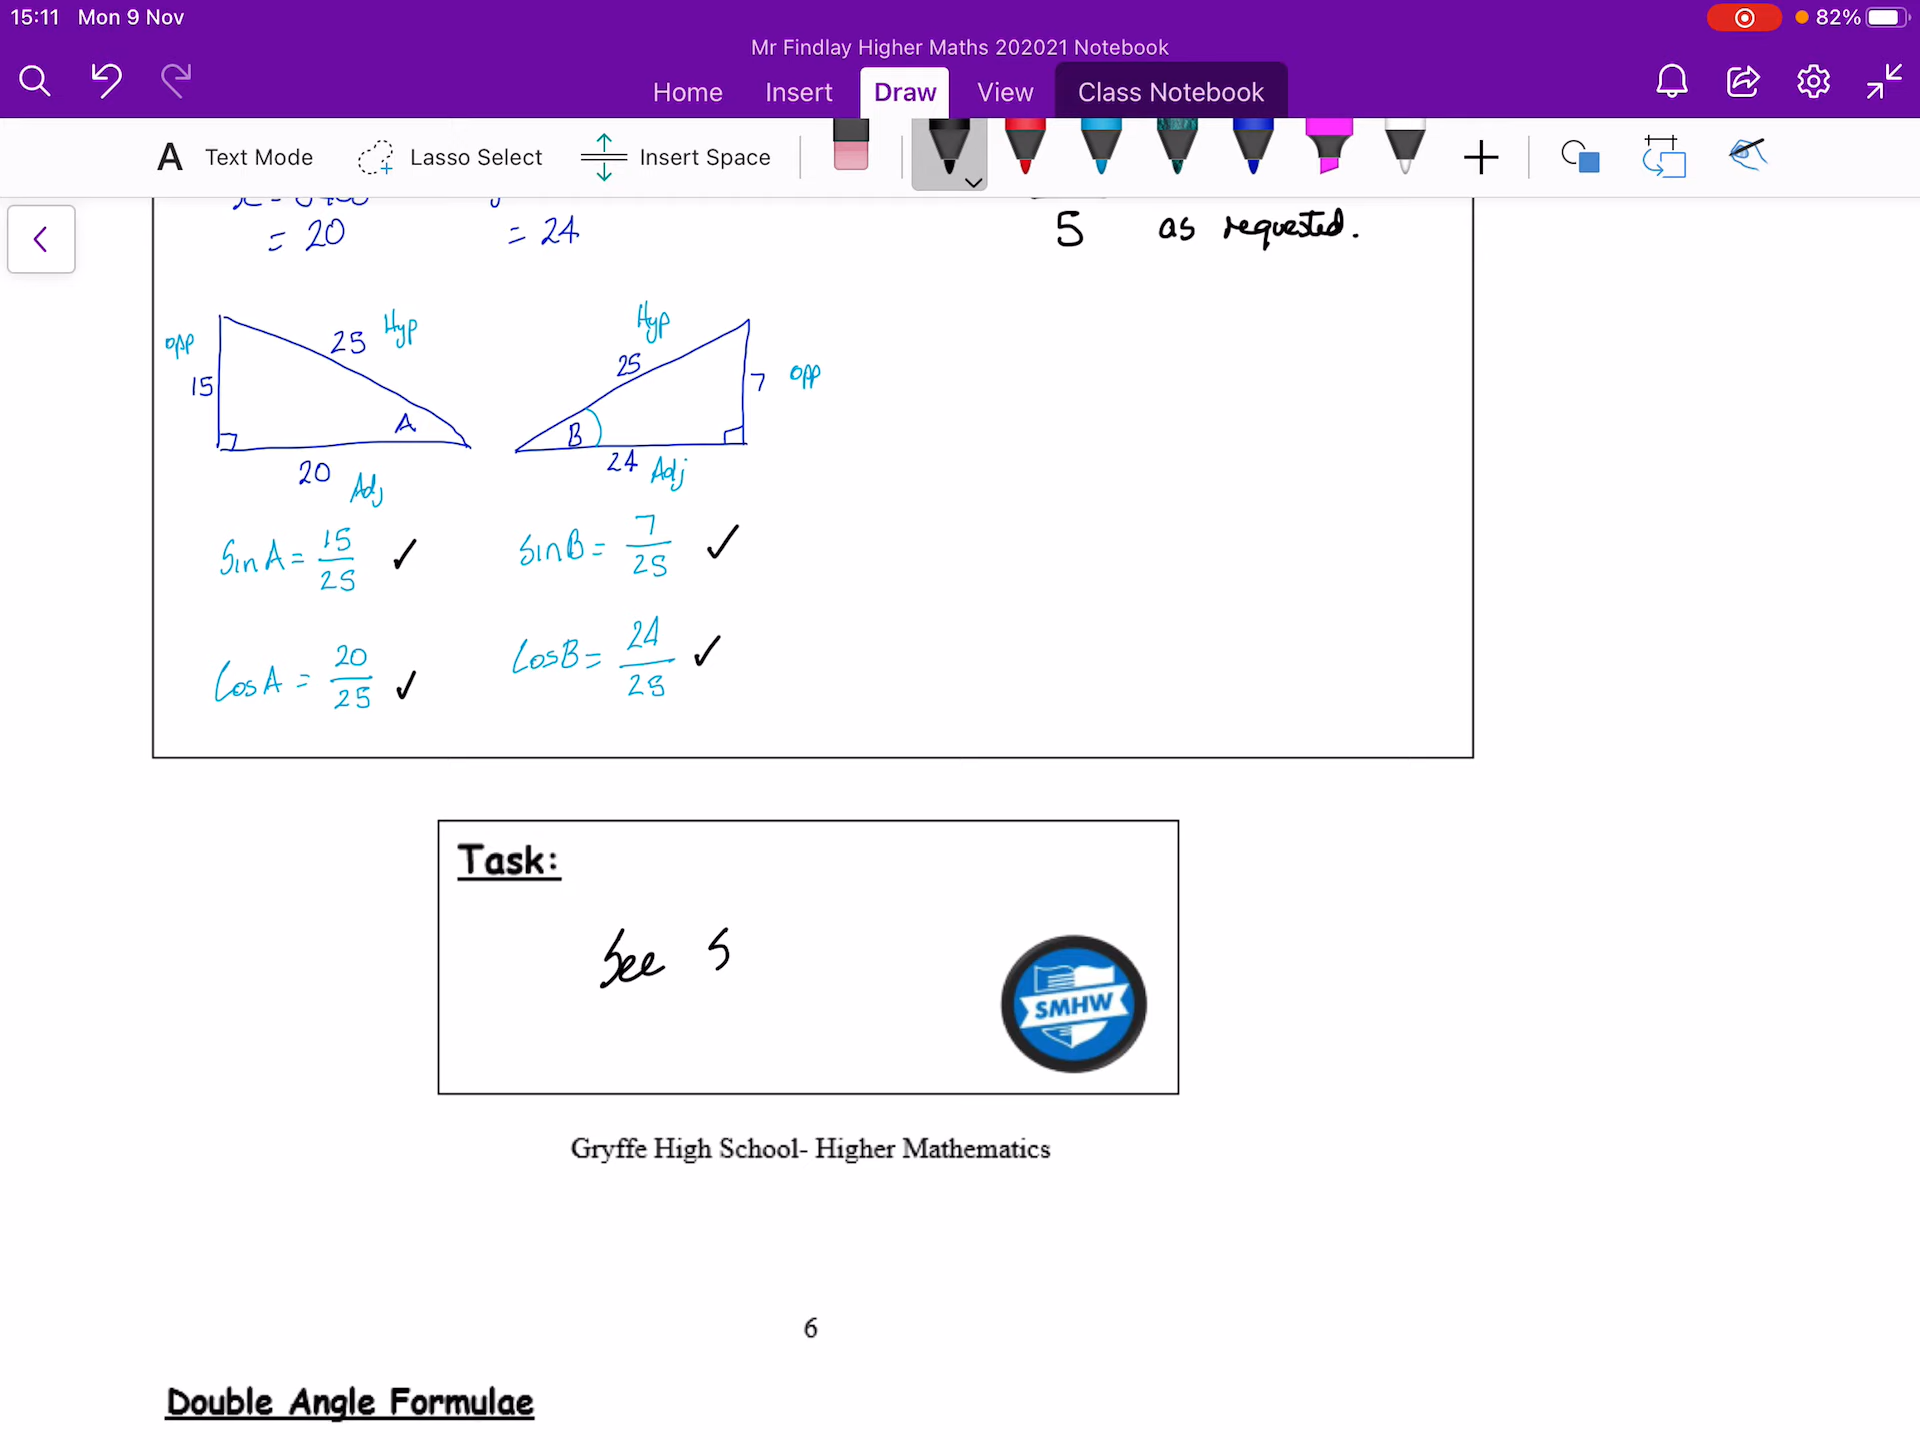 15:11 Mon 9 Nov
82%
Mr Findlay Higher Maths 202021 Notebook
Home Insert Draw View Class Notebook
A Text Mode Lasso Select Insert Space
= 20 = 24
5 as requested.
opp 25 Hyp
15
A
20 Adj
Hyp
25
7 opp
B
24 Adj
Sin A = 15/25 ✓ Sin B = 7/25 ✓
Cos A = 20/25 ✓ Cos B = 24/25 ✓
Task:
See S
SMHW
Gryffe High School- Higher Mathematics
6
Double Angle Formulae